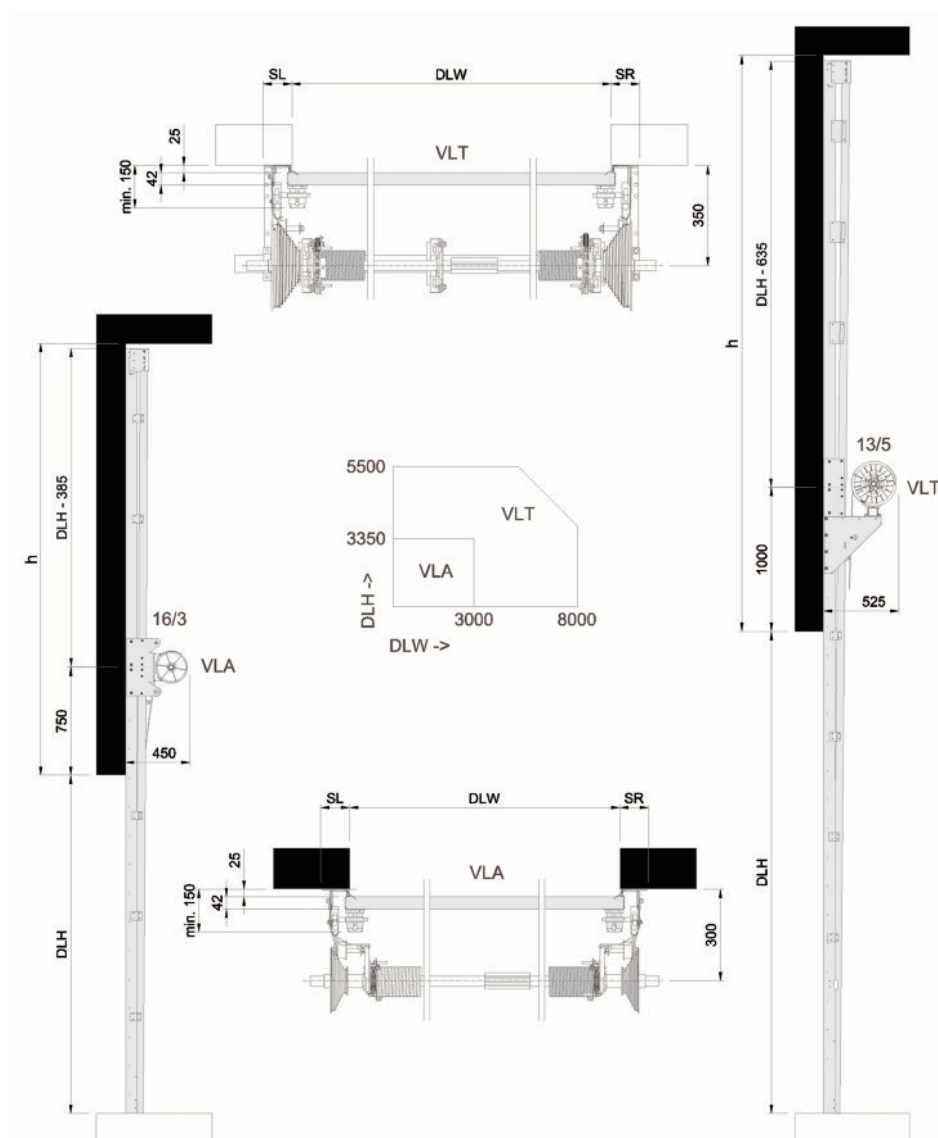 SL DLW SR
25
VLT
42
min. 150
350
DLH - 635
h
h
DLH - 385
13/5
VLT
5500
VLT
3350
VLA
DLH ->
3000 8000
DLW ->
1000
525
16/3
VLA
750
450
SL DLW SR
25
VLA
42
min. 150
300
DLH
DLH